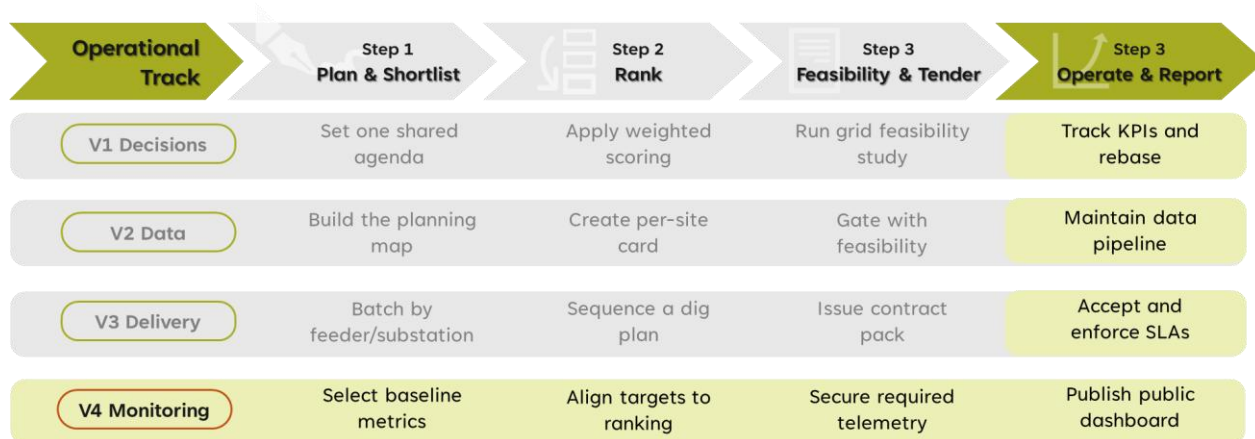 Operational
Track
Step 1
Plan & Shortlist
Step 2
Rank
Step 3
Feasibility & Tender
Step 3
Operate & Report
V1 Decisions
Set one shared
agenda
Apply weighted
scoring
Run grid feasibility
study
Track KPIs and
rebase
V2 Data
Build the planning
map
Create per-site
card
Gate with
feasibility
Maintain data
pipeline
V3 Delivery
Batch by
feeder/substation
Sequence a dig
plan
Issue contract
pack
Accept and
enforce SLAs
V4 Monitoring
Select baseline
metrics
Align targets to
ranking
Secure required
telemetry
Publish public
dashboard